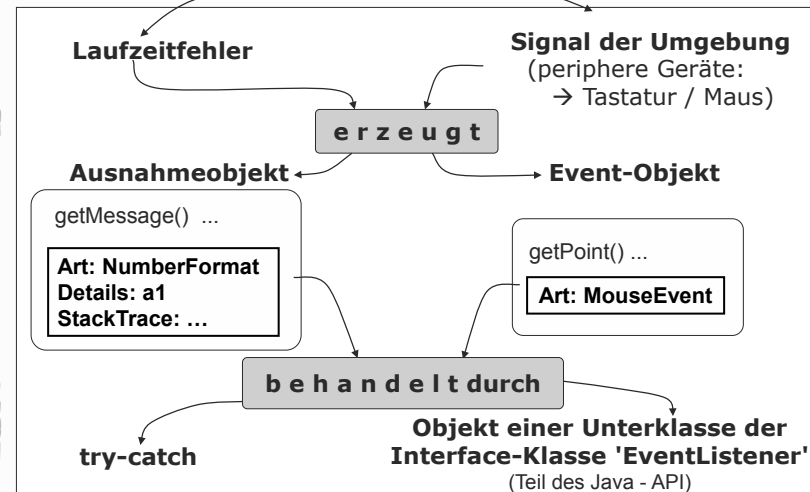 Laufzeitfehler
Signal der Umgebung
(periphere Geräte:
→ Tastatur / Maus)
e r z e u g t
Ausnahmeobjekt
Event-Objekt
getMessage() ...
Art: NumberFormat
Details: a1
StackTrace: …
getPoint() ...
Art: MouseEvent
b e h a n d e l t durch
try-catch
Objekt einer Unterklasse der
Interface-Klasse 'EventListener'
(Teil des Java - API)